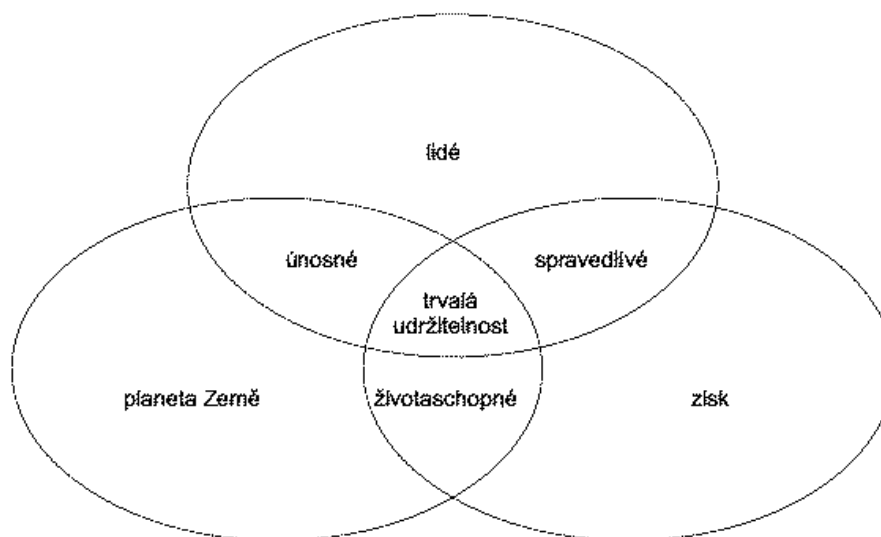 lidé
únosné
spravedlivé
trvalá
udržitelnost
planeta Země
životaschopné
zisk